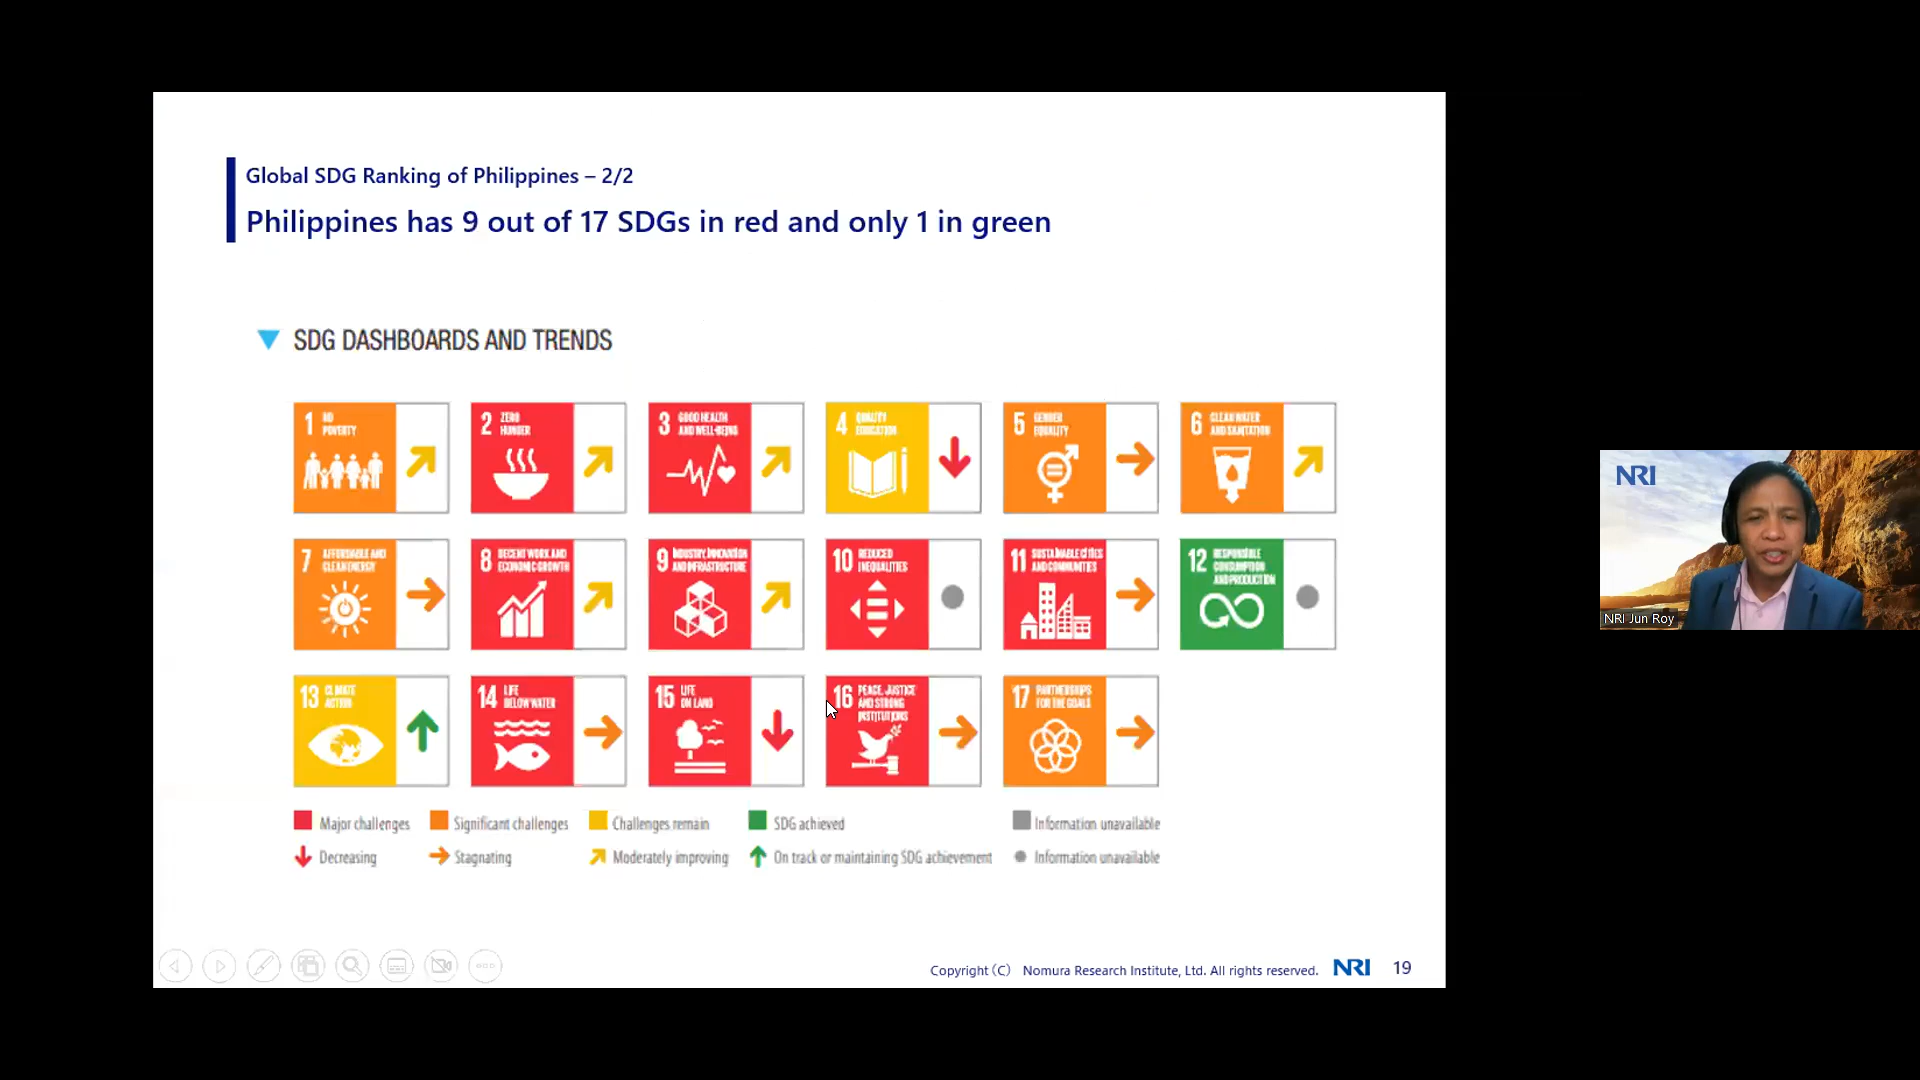 Global SDG Ranking of Philippines – 2/2
Philippines has 9 out of 17 SDGs in red and only 1 in green
SDG DASHBOARDS AND TRENDS
1 NO POVERTY
2 ZERO HUNGER
3 GOOD HEALTH AND WELL-BEING
4 QUALITY EDUCATION
5 GENDER EQUALITY
6 CLEAN WATER AND SANITATION
7 AFFORDABLE AND CLEAN ENERGY
8 DECENT WORK AND ECONOMIC GROWTH
9 INDUSTRY, INNOVATION AND INFRASTRUCTURE
10 REDUCED INEQUALITIES
11 SUSTAINABLE CITIES AND COMMUNITIES
12 RESPONSIBLE CONSUMPTION AND PRODUCTION
13 CLIMATE ACTION
14 LIFE BELOW WATER
15 LIFE ON LAND
16 PEACE, JUSTICE AND STRONG INSTITUTIONS
17 PARTNERSHIPS FOR THE GOALS
Major challenges
Significant challenges
Challenges remain
SDG achieved
Information unavailable
Decreasing
Stagnating
Moderately improving
On track or maintaining SDG achievement
Information unavailable
Copyright (C) Nomura Research Institute, Ltd. All rights reserved.
NRI
19
NRI
NRI Jun Roy